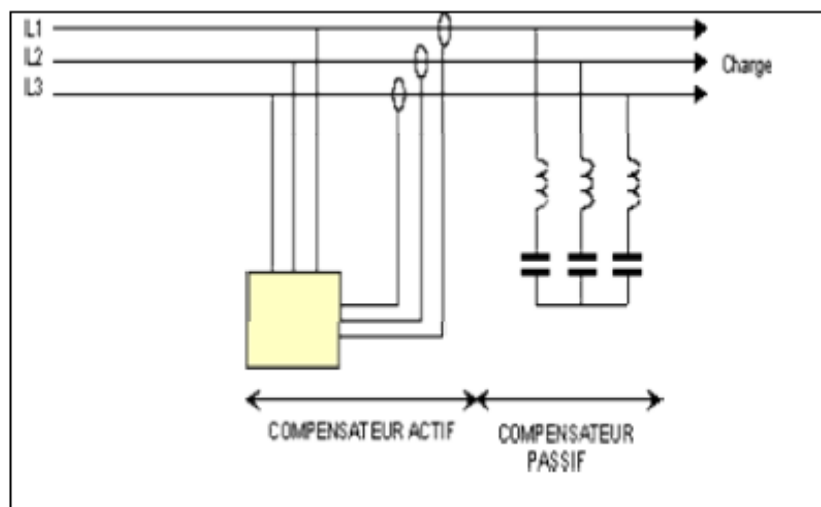 IL1
IL2
IL3
Charge
COMPENSATEUR ACTIF
COMPENSATEUR
PASSIF